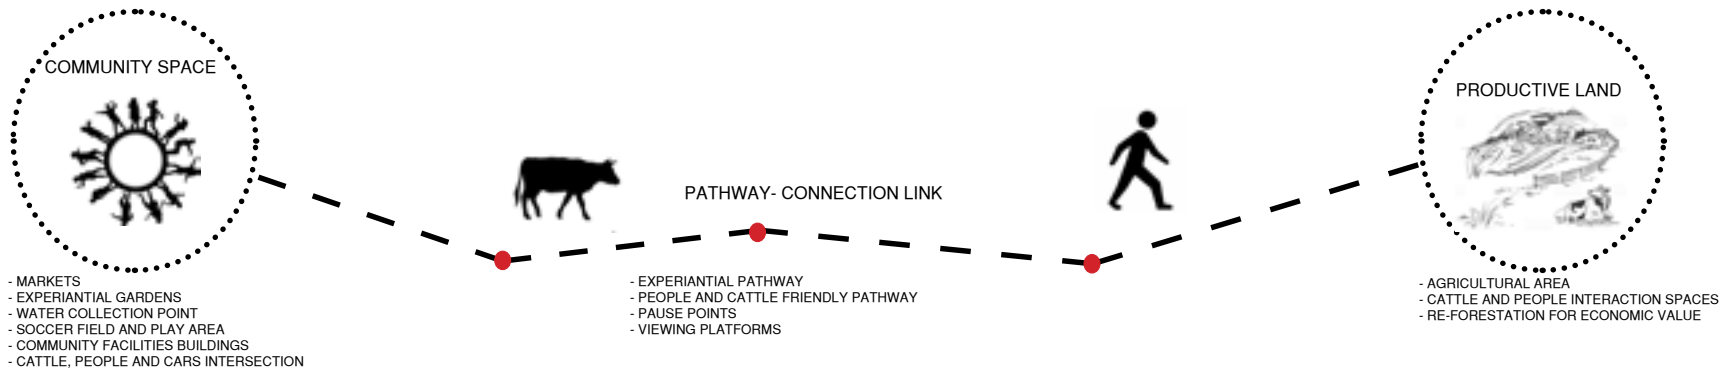 COMMUNITY SPACE
- MARKETS
- EXPERIANTIAL GARDENS
- WATER COLLECTION POINT
- SOCCER FIELD AND PLAY AREA
- COMMUNITY FACILITIES BUILDINGS
- CATTLE, PEOPLE AND CARS INTERSECTION
PATHWAY- CONNECTION LINK
- EXPERIANTIAL PATHWAY
- PEOPLE AND CATTLE FRIENDLY PATHWAY
- PAUSE POINTS
- VIEWING PLATFORMS
PRODUCTIVE LAND
- AGRICULTURAL AREA
- CATTLE AND PEOPLE INTERACTION SPACES
- RE-FORESTATION FOR ECONOMIC VALUE